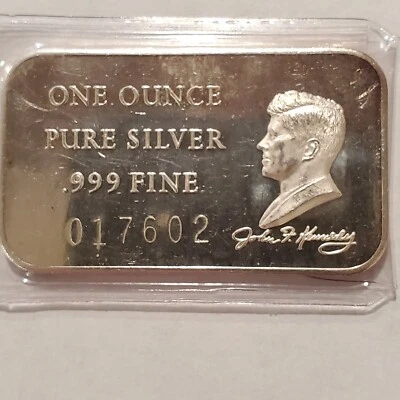 ONE OUNCE
PURE SILVER
.999 FINE
017602
John F. Kennedy